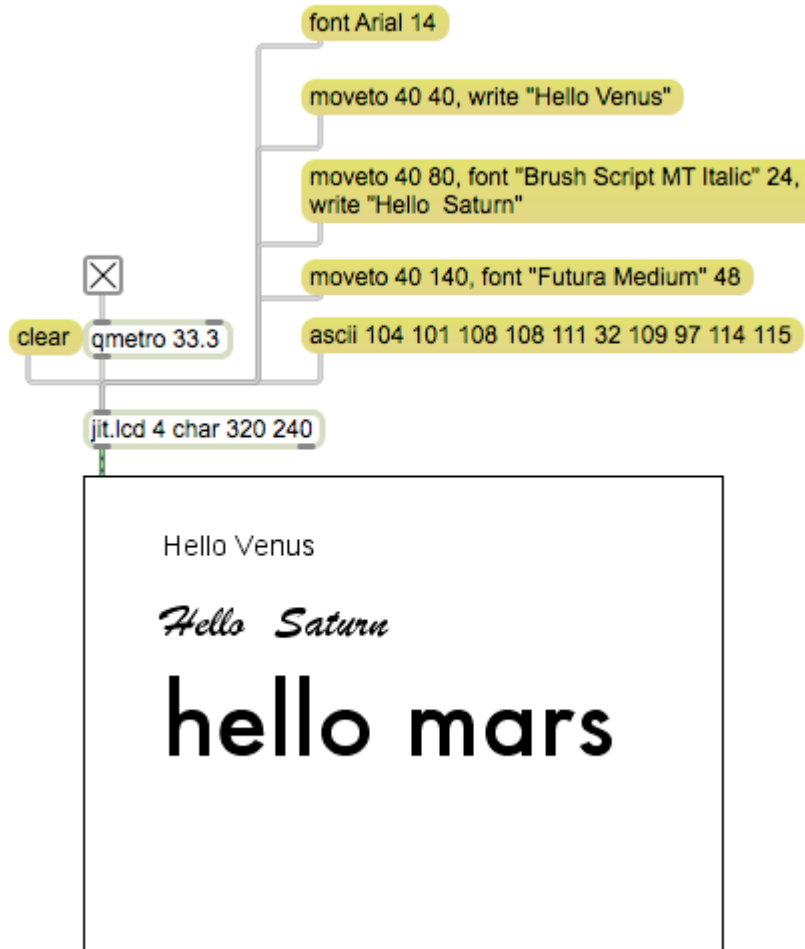 font Arial 14
moveto 40 40, write "Hello Venus"
moveto 40 80, font "Brush Script MT Italic" 24,
write "Hello  Saturn"
moveto 40 140, font "Futura Medium" 48
clear
qmetro 33.3
ascii 104 101 108 108 111 32 109 97 114 115
jit.lcd 4 char 320 240
Hello Venus
Hello  Saturn
hello mars